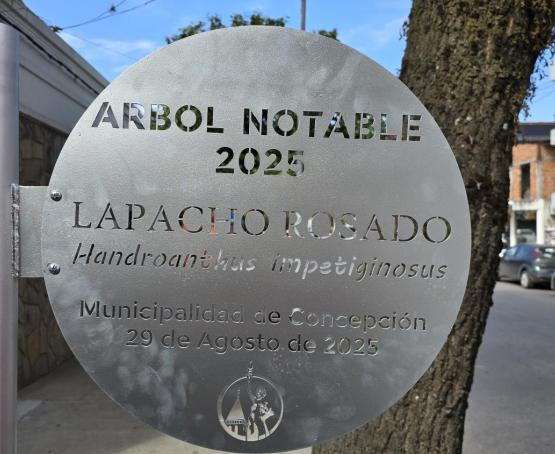 ARBOL NOTABLE
2025
LAPACHO ROSADO
Handroanthus impetiginosus
Municipalidad de Concepción
29 de Agosto de 2025